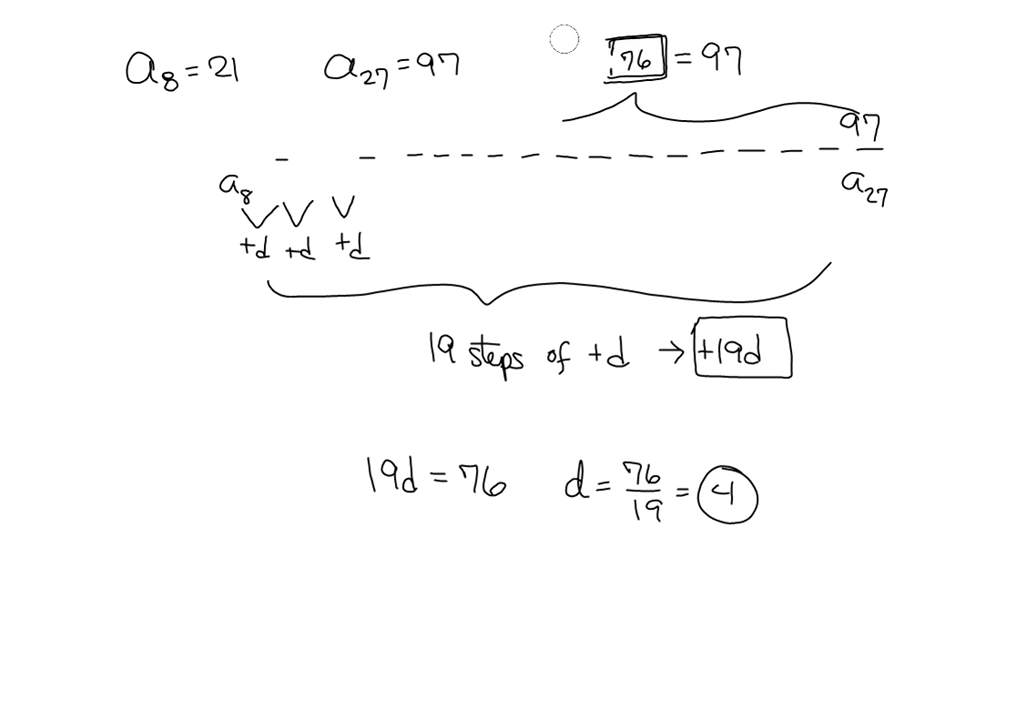 a₈ = 21 a₂₇ = 97 76 = 97
97
a₈ a₂₇
+d +d +d
19 steps of +d → +19d
19d = 76 d = 76/19 = 4